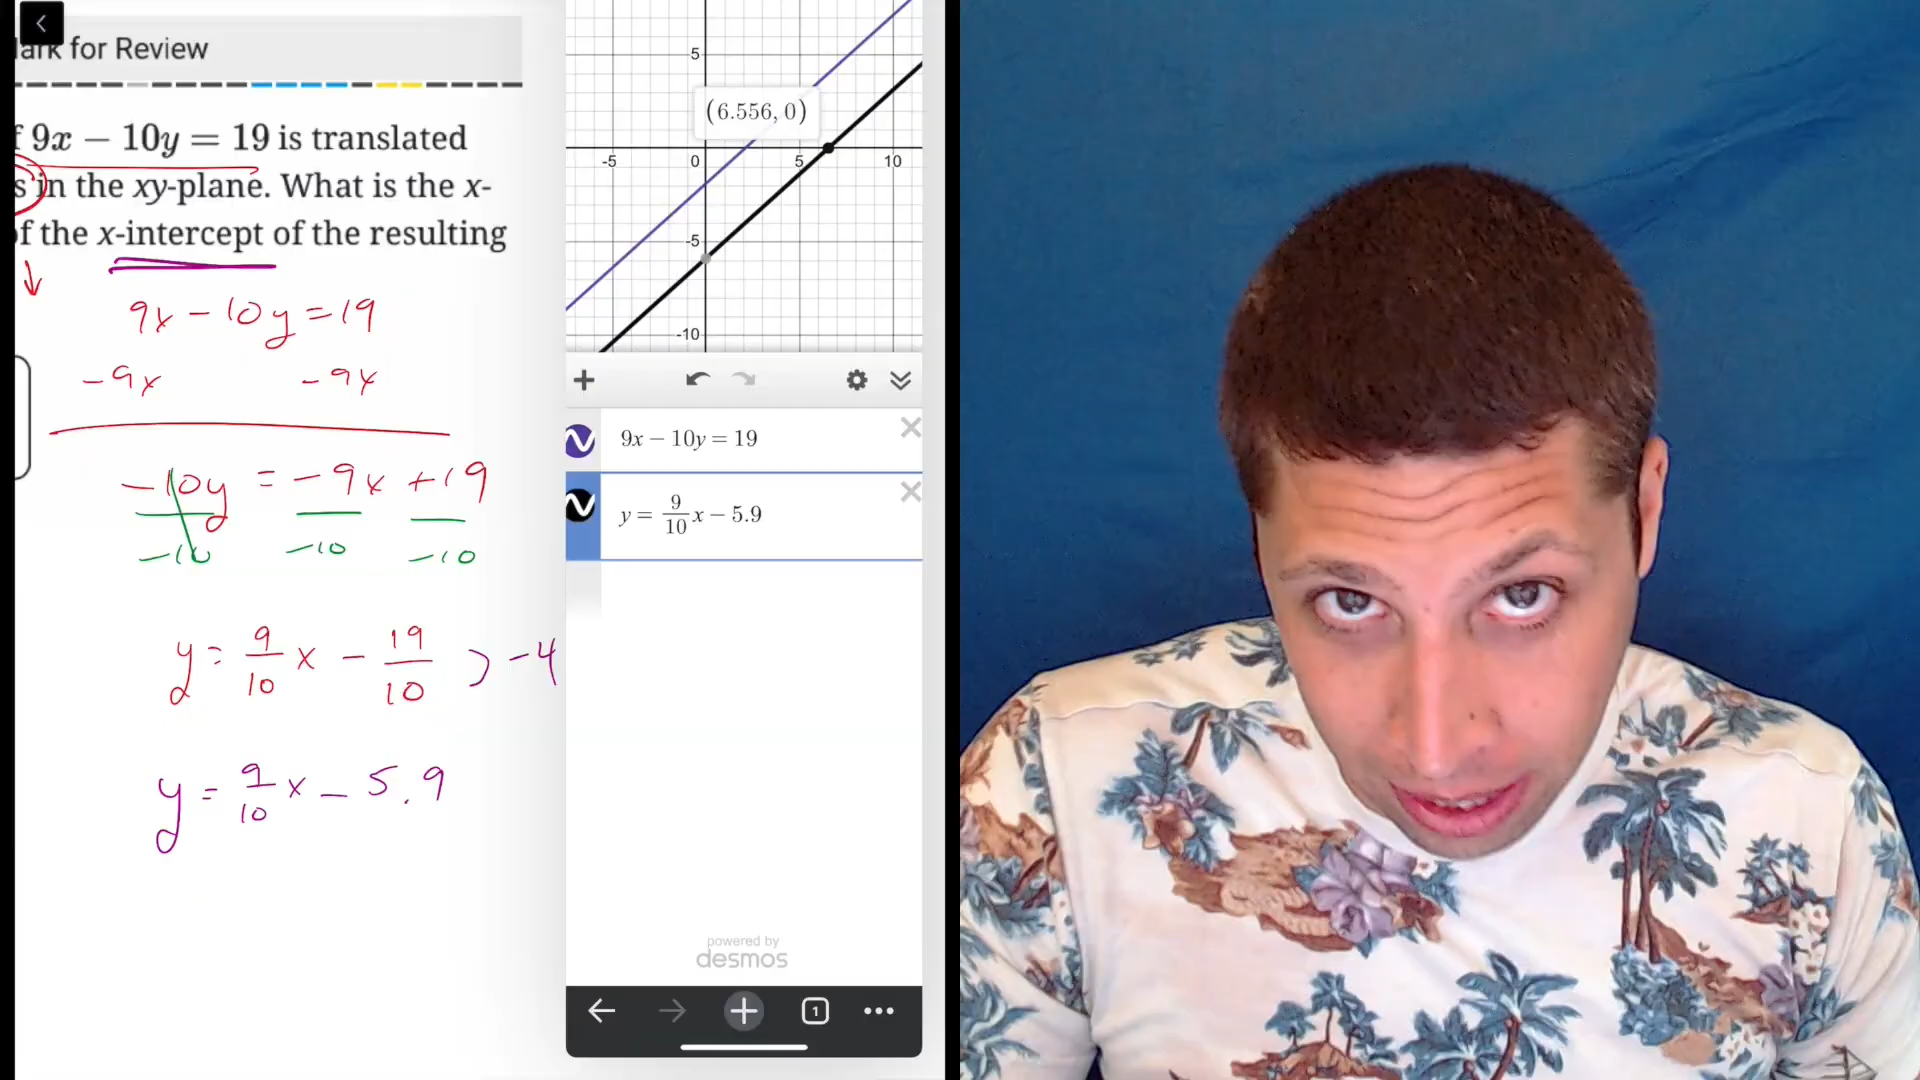 Mark for Review
f 9x − 10y = 19 is translated
s in the xy-plane. What is the x-
of the x-intercept of the resulting
9x − 10y = 19
− 9x − 9x
−10y = −9x + 19
−10 −10 −10
y = 9/10 x − 19/10 > −4
y = 9/10 x − 5.9
5
(6.556, 0)
-5 0 5 10
-5
-10
9x − 10y = 19
y = 9/10 x − 5.9
powered by
desmos
1